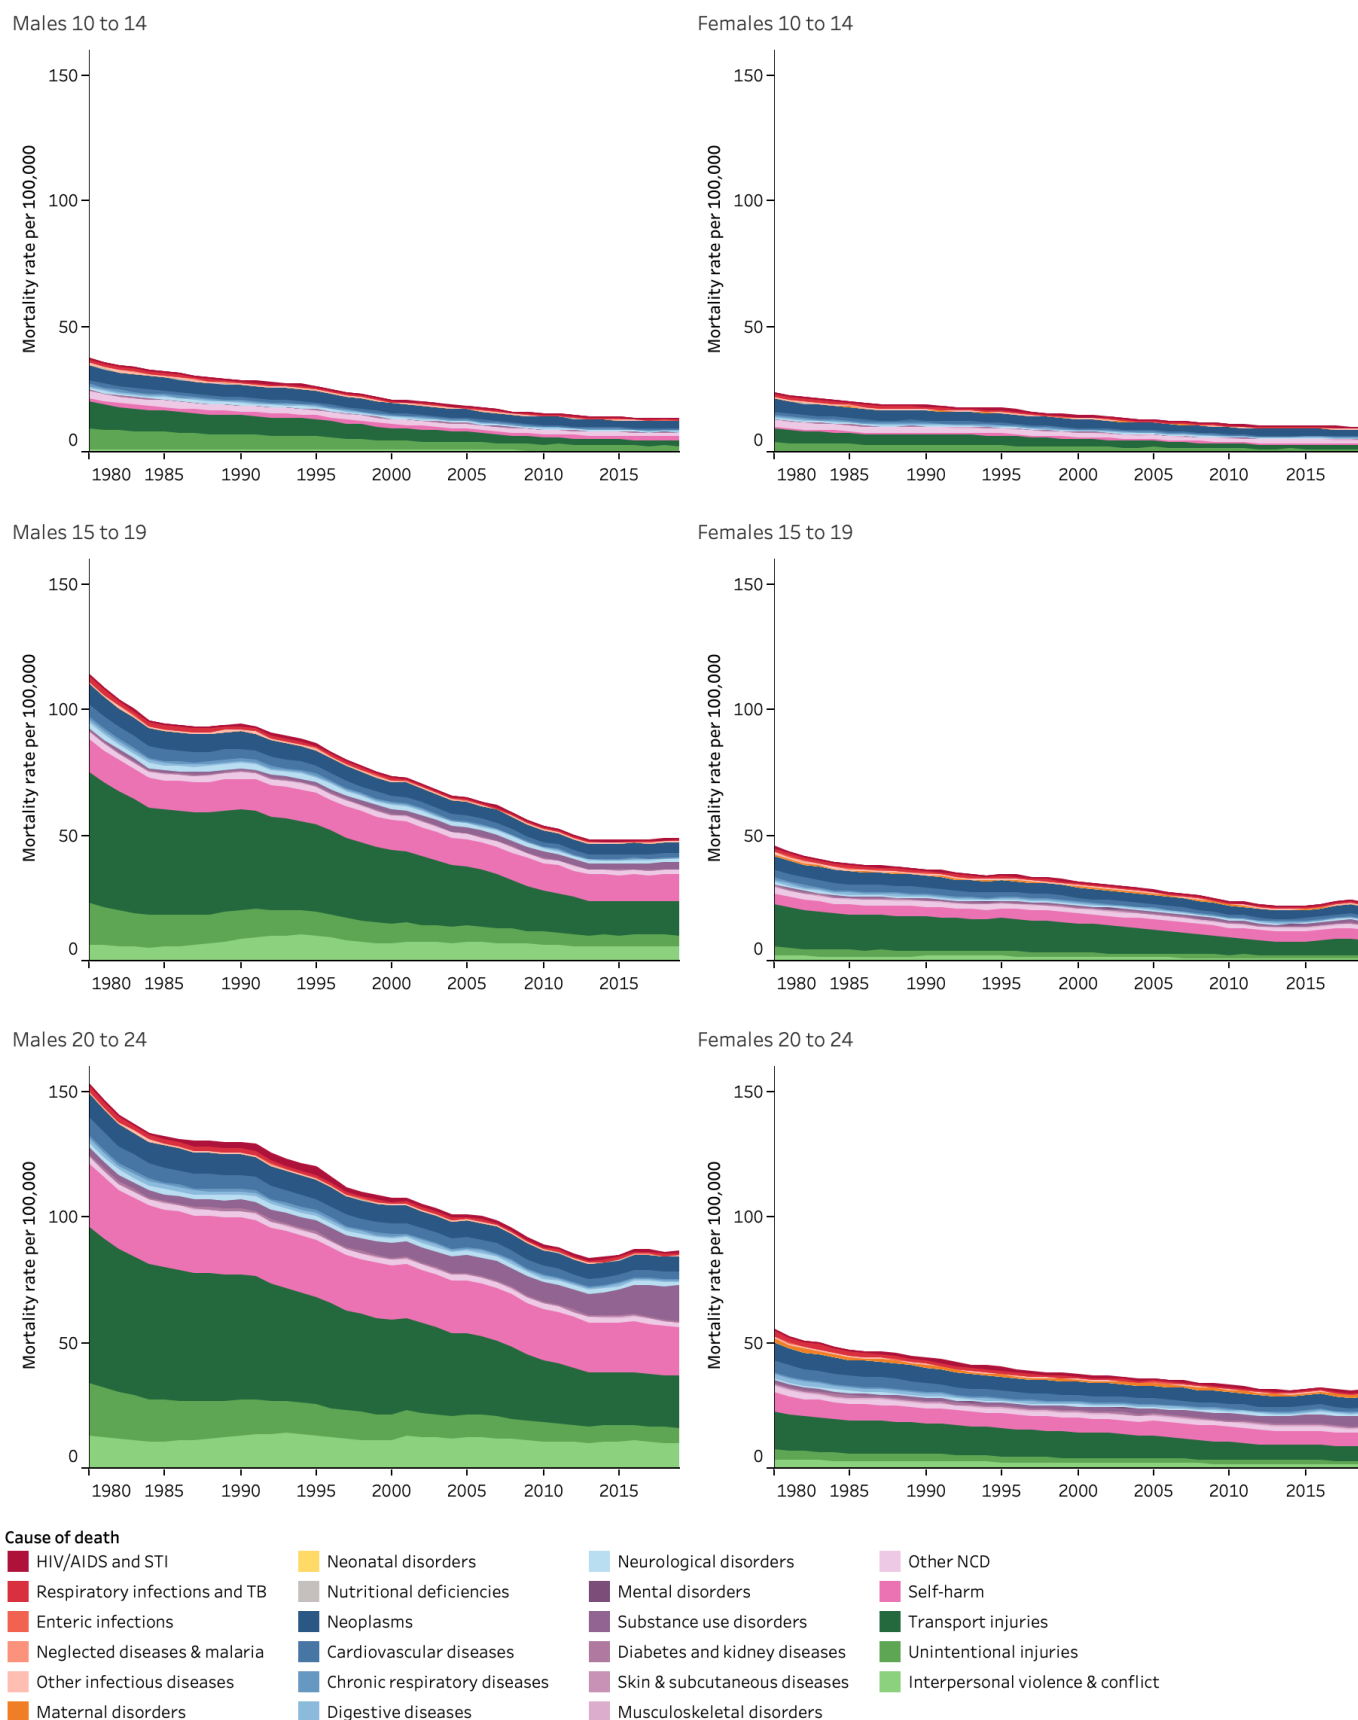 Males 10 to 14
Females 10 to 14
Mortality rate per 100,000
150
100
50
0
1980 1985 1990 1995 2000 2005 2010 2015
Mortality rate per 100,000
150
100
50
0
1980 1985 1990 1995 2000 2005 2010 2015
Males 15 to 19
Females 15 to 19
Mortality rate per 100,000
150
100
50
0
1980 1985 1990 1995 2000 2005 2010 2015
Mortality rate per 100,000
150
100
50
0
1980 1985 1990 1995 2000 2005 2010 2015
Males 20 to 24
Females 20 to 24
Mortality rate per 100,000
150
100
50
0
1980 1985 1990 1995 2000 2005 2010 2015
Mortality rate per 100,000
150
100
50
0
1980 1985 1990 1995 2000 2005 2010 2015
Cause of death
HIV/AIDS and STI
Respiratory infections and TB
Enteric infections
Neglected diseases & malaria
Other infectious diseases
Maternal disorders
Neonatal disorders
Nutritional deficiencies
Neoplasms
Cardiovascular diseases
Chronic respiratory diseases
Digestive diseases
Neurological disorders
Mental disorders
Substance use disorders
Diabetes and kidney diseases
Skin & subcutaneous diseases
Musculoskeletal disorders
Other NCD
Self-harm
Transport injuries
Unintentional injuries
Interpersonal violence & conflict